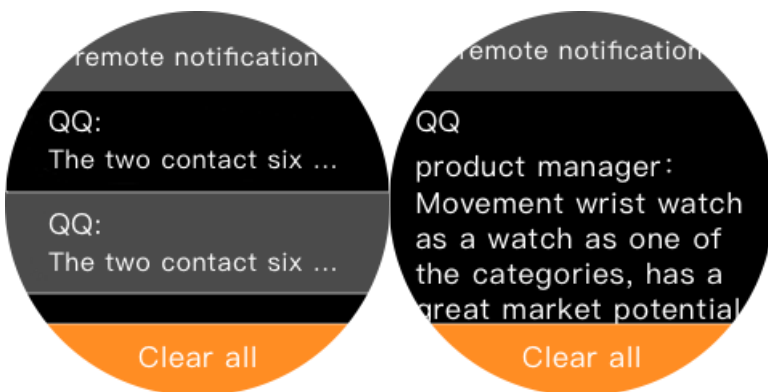 remote notification
QQ:
The two contact six ...
QQ:
The two contact six ...
Clear all
remote notification
QQ
product manager:
Movement wrist watch
as a watch as one of
the categories, has a
great market potential
Clear all